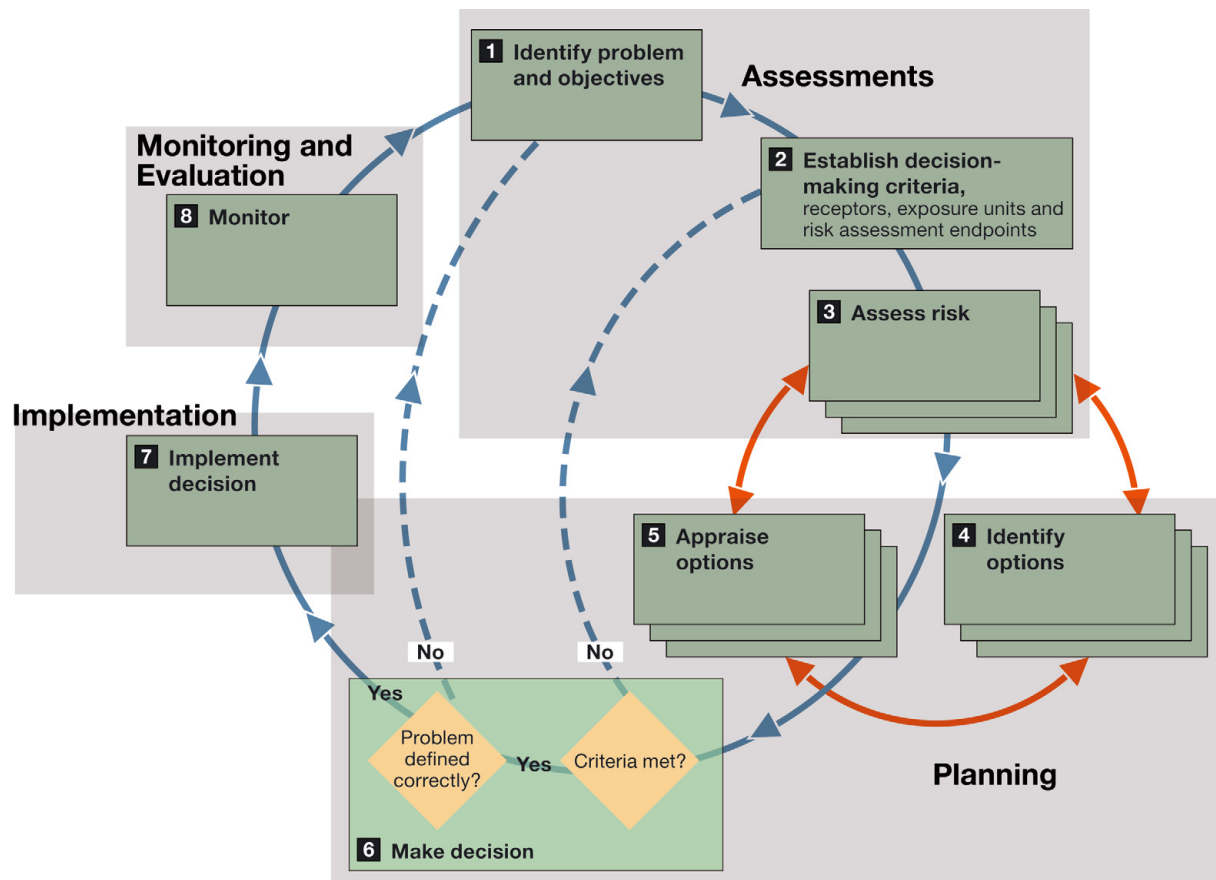 1 Identify problem
and objectives
Assessments
Monitoring and
Evaluation
2 Establish decision-
making criteria,
receptors, exposure units and
risk assessment endpoints
8 Monitor
3 Assess risk
Implementation
7 Implement
decision
5 Appraise
options
4 Identify
options
No
No
Yes
Problem
defined
correctly?
Yes
Criteria met?
Planning
6 Make decision